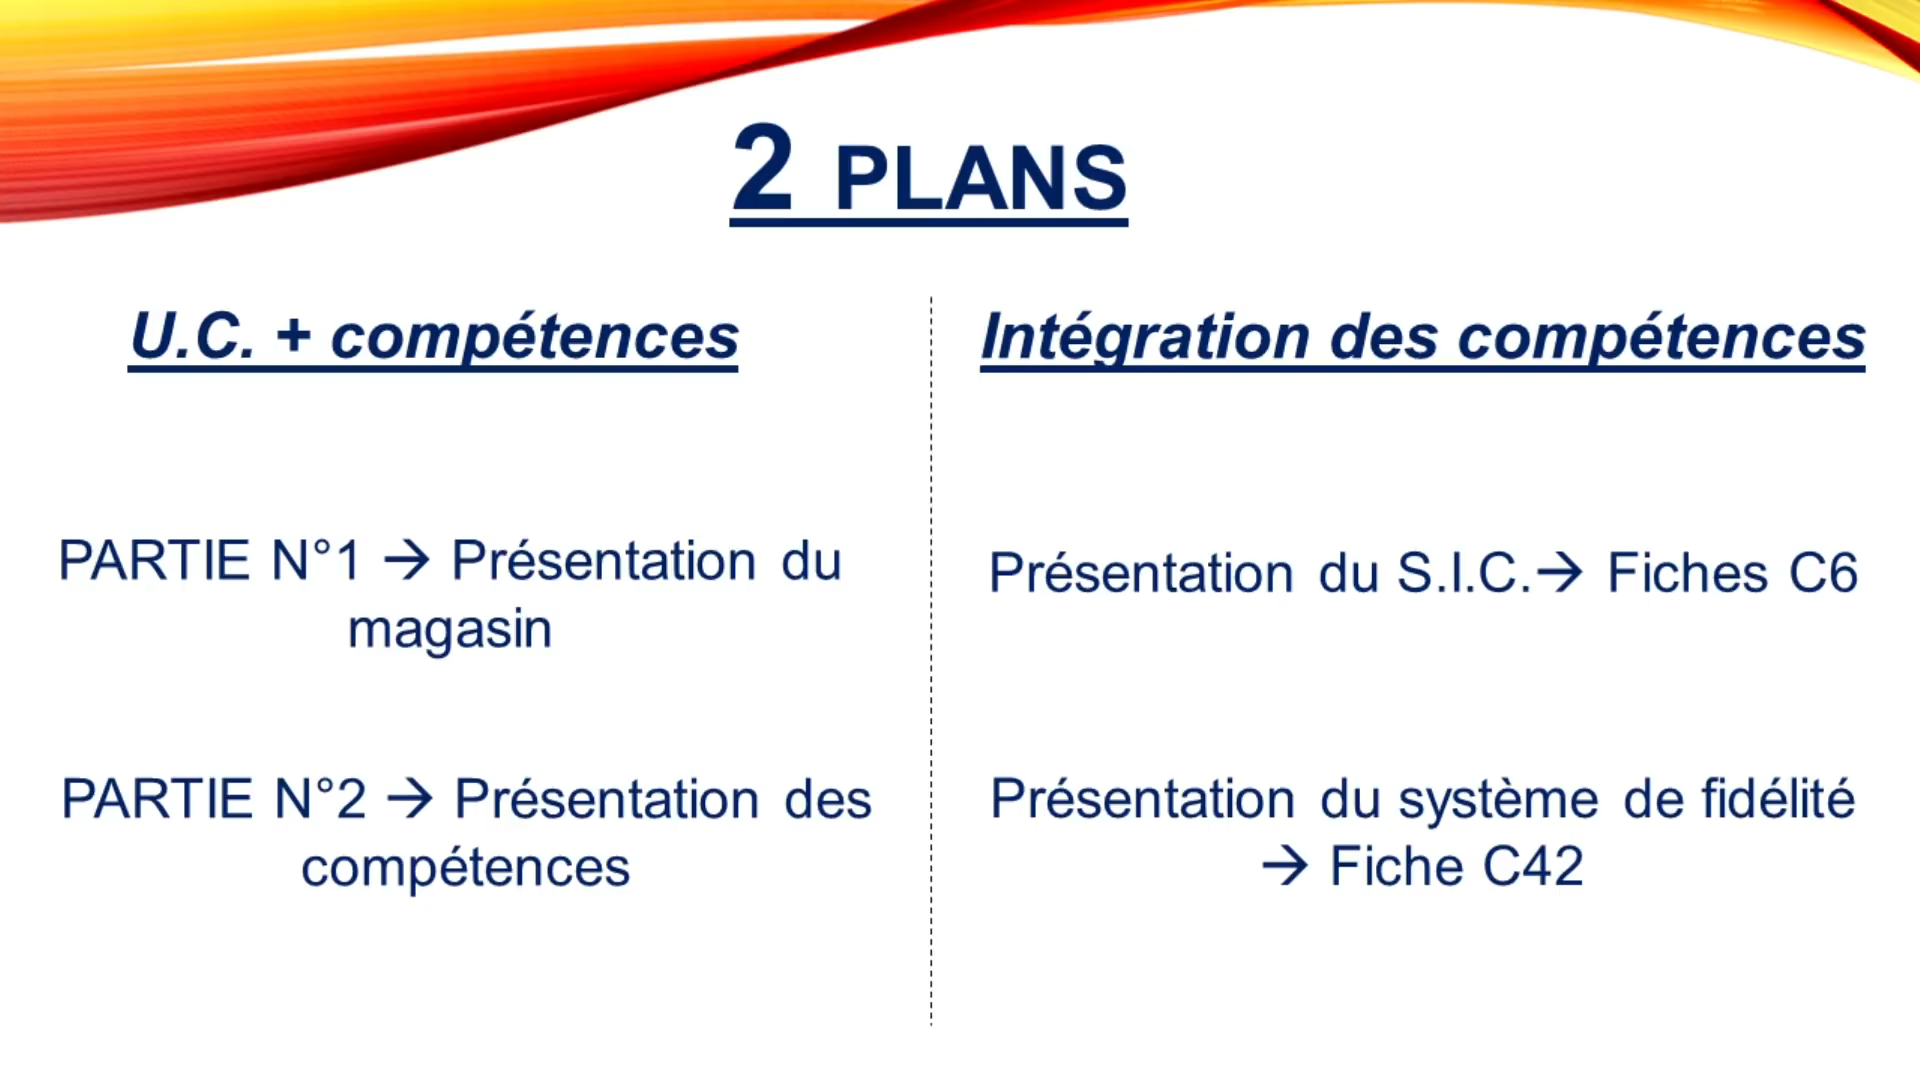 2 PLANS
U.C. + compétences
PARTIE N°1 → Présentation du
magasin
PARTIE N°2 → Présentation des
compétences
Intégration des compétences
Présentation du S.I.C.→ Fiches C6
Présentation du système de fidélité
→ Fiche C42